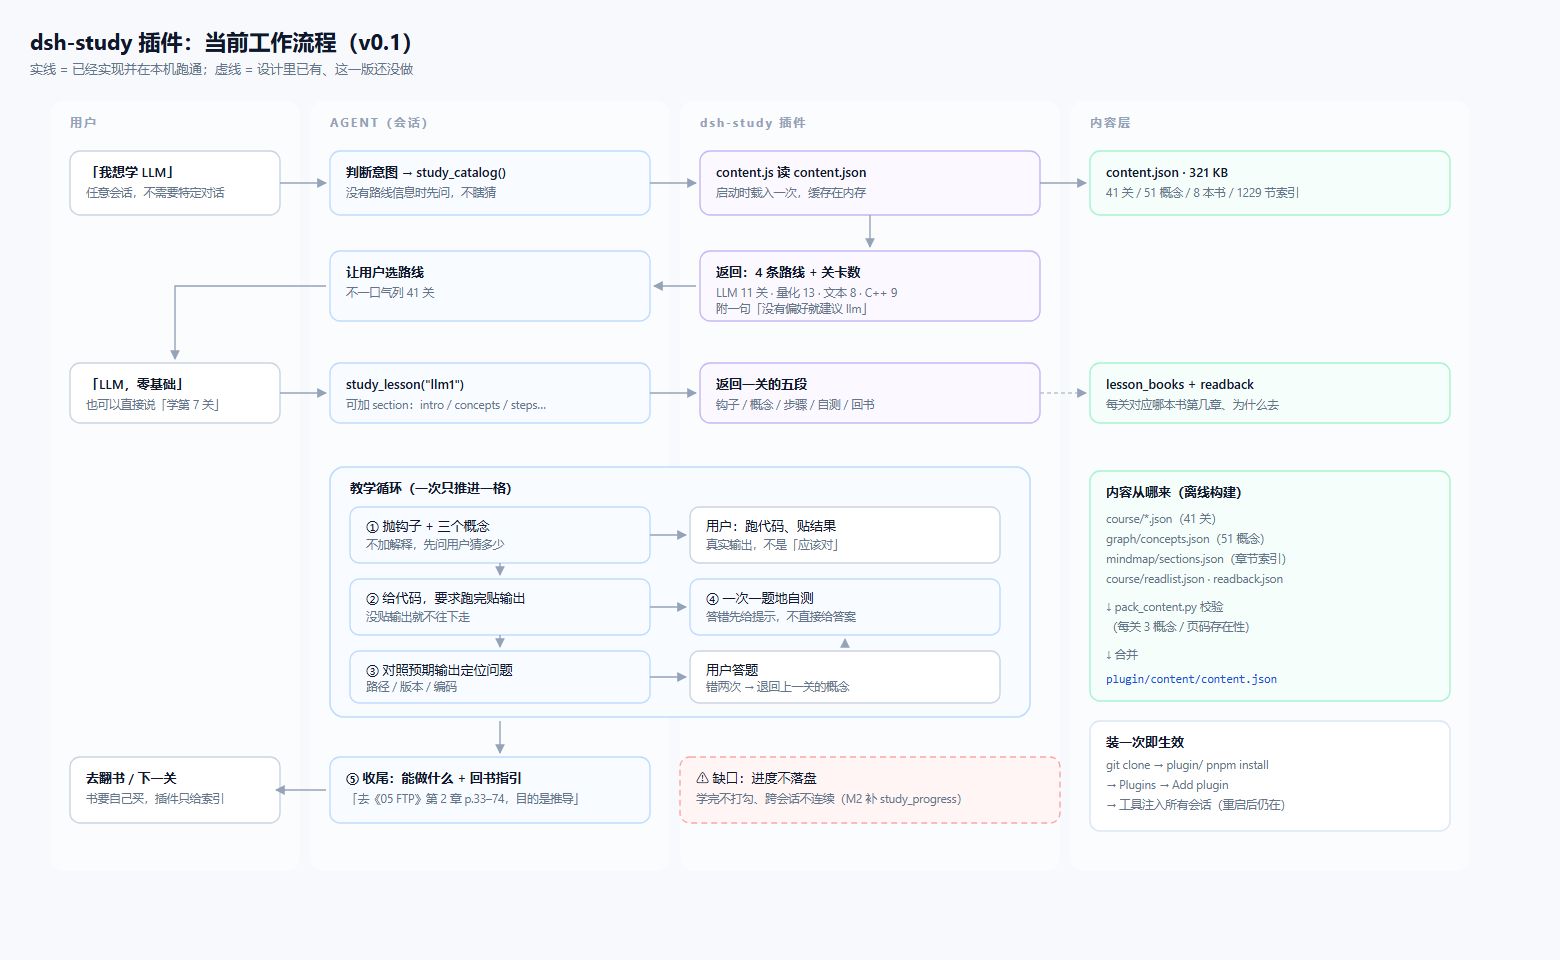 dsh-study 插件：当前工作流程（v0.1）
实线 = 已经实现并在本机跑通；虚线 = 设计里已有、这一版还没做
用户
AGENT（会话）
dsh-study 插件
内容层
「我想学 LLM」
任意会话，不需要特定对话
判断意图 → study_catalog()
没有路线信息时先问，不瞎猜
content.js 读 content.json
启动时载入一次，缓存在内存
content.json · 321 KB
41 关 / 51 概念 / 8 本书 / 1229 节索引
让用户选路线
不一口气列 41 关
返回：4 条路线 + 关卡数
LLM 11 关 · 量化 13 · 文本 8 · C++ 9
附一句「没有偏好就建议 llm」
「LLM，零基础」
也可以直接说「学第 7 关」
study_lesson("llm1")
可加 section：intro / concepts / steps...
返回一关的五段
钩子 / 概念 / 步骤 / 自测 / 回书
lesson_books + readback
每关对应哪本书第几章、为什么去
教学循环（一次只推进一格）
① 抛钩子 + 三个概念
不加解释，先问用户猜多少
用户：跑代码、贴结果
真实输出，不是「应该对」
② 给代码，要求跑完贴输出
没贴输出就不往下走
④ 一次一题地自测
答错先给提示，不直接给答案
③ 对照预期输出定位问题
路径 / 版本 / 编码
用户答题
错两次 → 退回上一关的概念
内容从哪来（离线构建）
course/*.json（41 关）
graph/concepts.json（51 概念）
mindmap/sections.json（章节索引）
course/readlist.json · readback.json
↓ pack_content.py 校验
（每关 3 概念 / 页码存在性）
↓ 合并
plugin/content/content.json
去翻书 / 下一关
书要自己买，插件只给索引
⑤ 收尾：能做什么 + 回书指引
「去《05 FTP》第 2 章 p.33–74，目的是推导」
⚠ 缺口：进度不落盘
学完不打勾、跨会话不连续（M2 补 study_progress）
装一次即生效
git clone → plugin/ pnpm install
→ Plugins → Add plugin
→ 工具注入所有会话（重启后仍在）